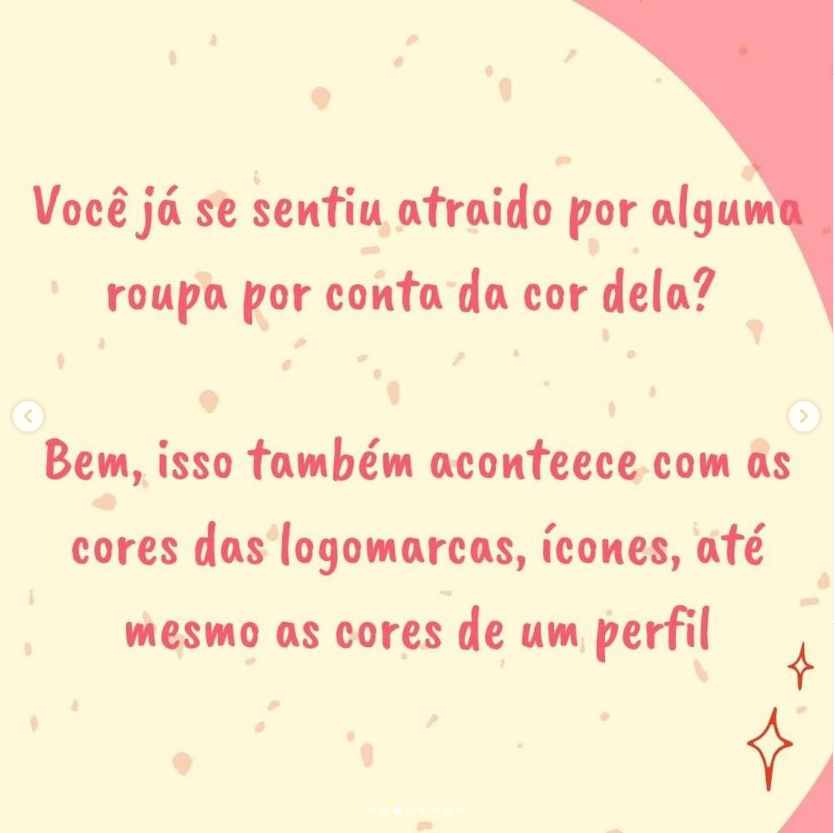 Você já se sentiu atraido por alguma
roupa por conta da cor dela?
Bem, isso também aconteece com as
cores das logomarcas, ícones, até
mesmo as cores de um perfil